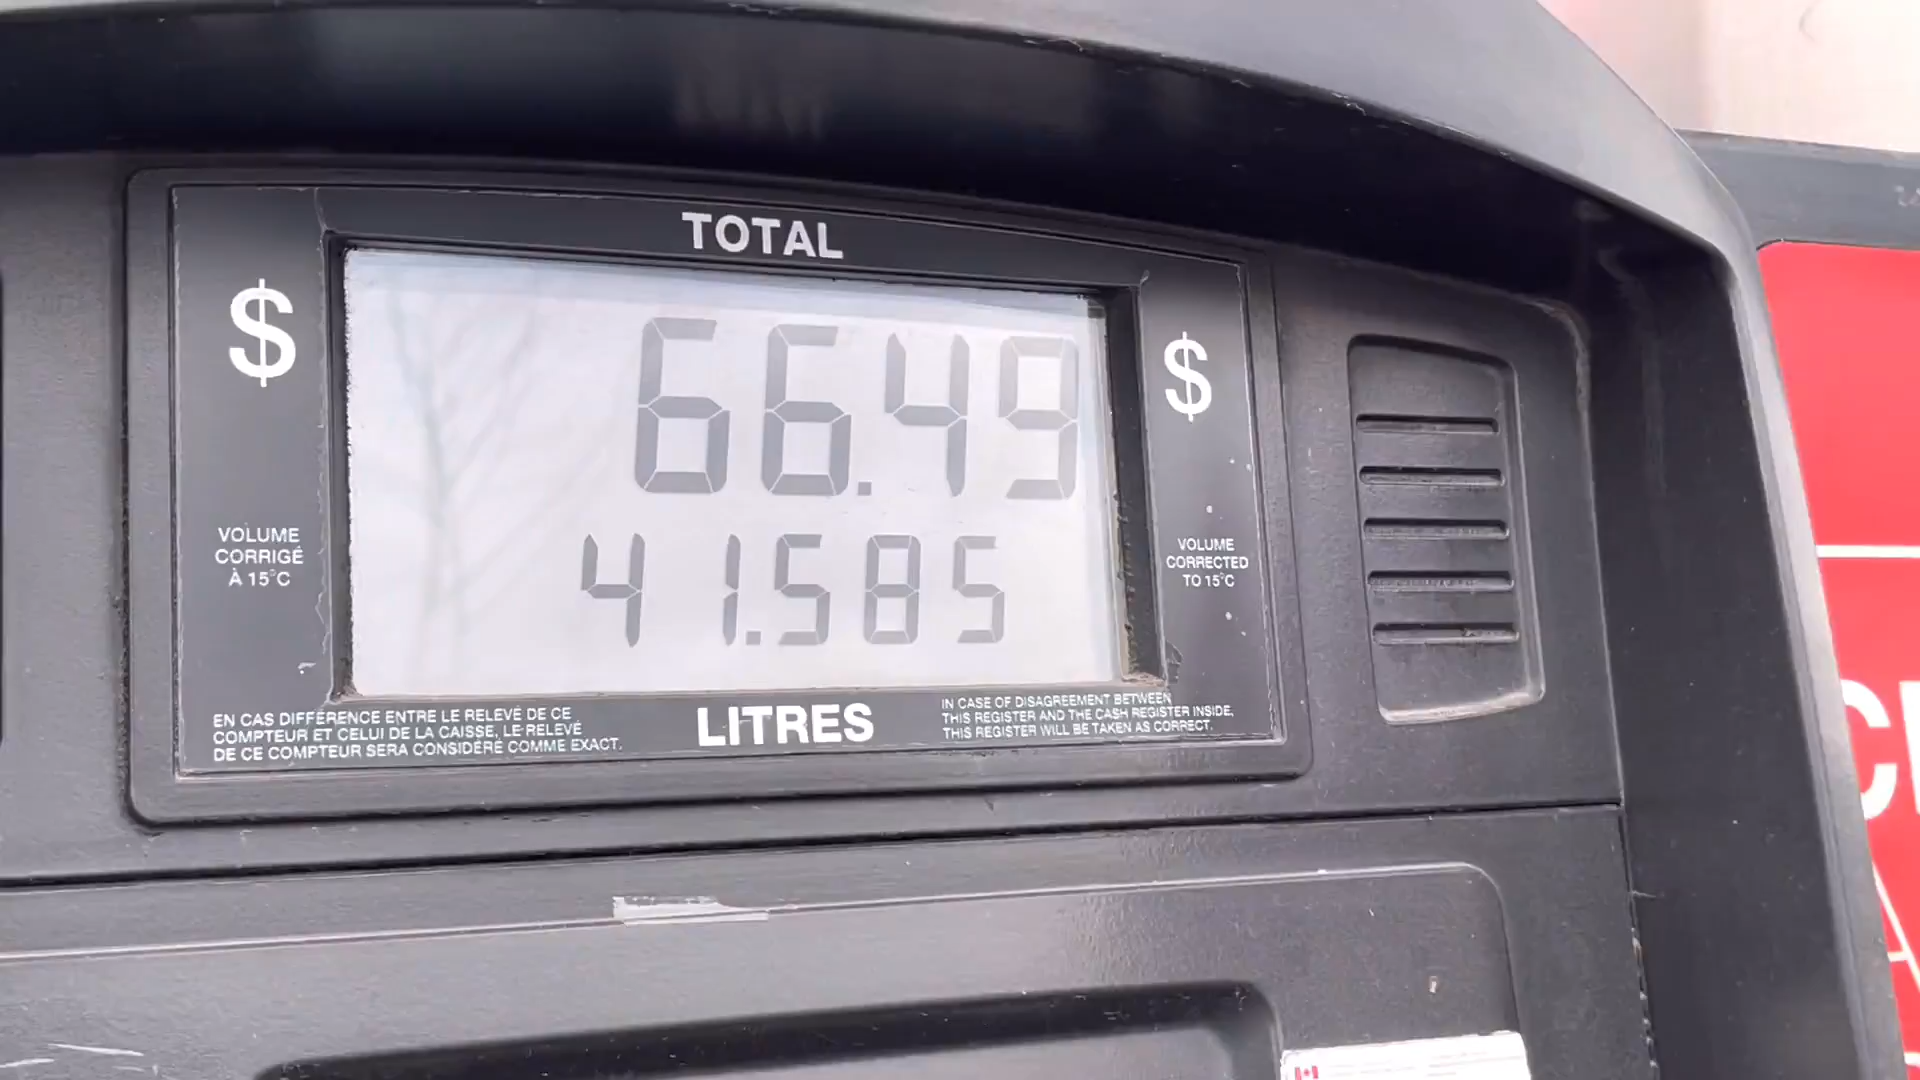 TOTAL
$
66.49
$
41.585
VOLUME
CORRIGÉ
À 15°C
VOLUME
CORRECTED
TO 15°C
LITRES
EN CAS DIFFÉRENCE ENTRE LE RELEVÉ DE CE
COMPTEUR ET CELUI DE LA CAISSE, LE RELEVÉ
DE CE COMPTEUR SERA CONSIDÉRÉ COMME EXACT.
IN CASE OF DISAGREEMENT BETWEEN
THIS REGISTER AND THE CASH REGISTER INSIDE,
THIS REGISTER WILL BE TAKEN AS CORRECT.